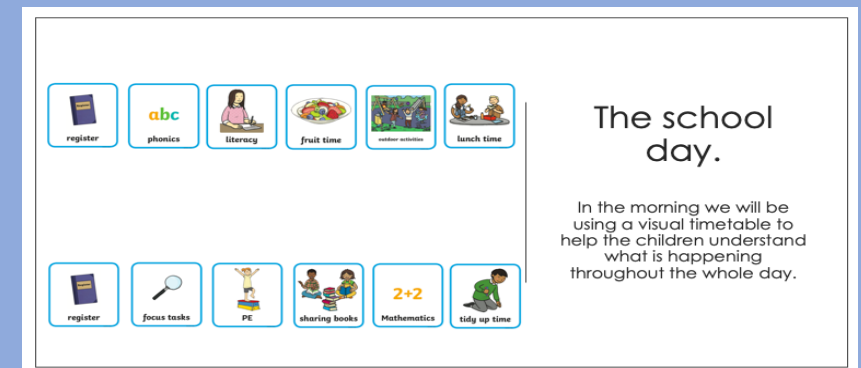 register
abc
phonics
literacy
fruit time
outdoor activities
lunch time
register
focus tasks
PE
sharing books
2+2
Mathematics
tidy up time
The school
day.
In the morning we will be
using a visual timetable to
help the children understand
what is happening
throughout the whole day.